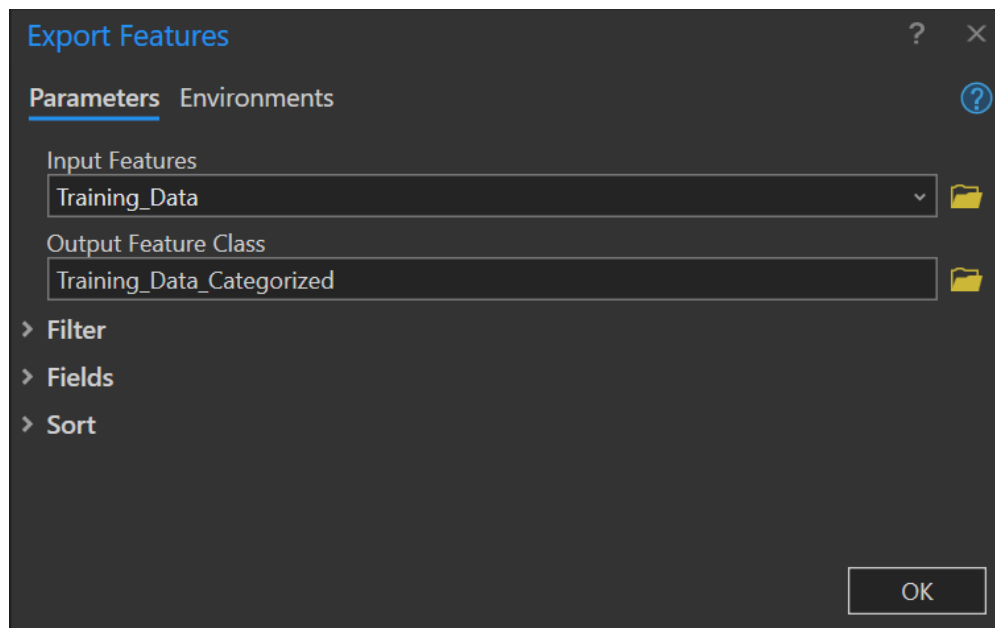 Export Features ? ×
Parameters Environments ?
Input Features
Training_Data
Output Feature Class
Training_Data_Categorized
Filter
Fields
Sort
OK